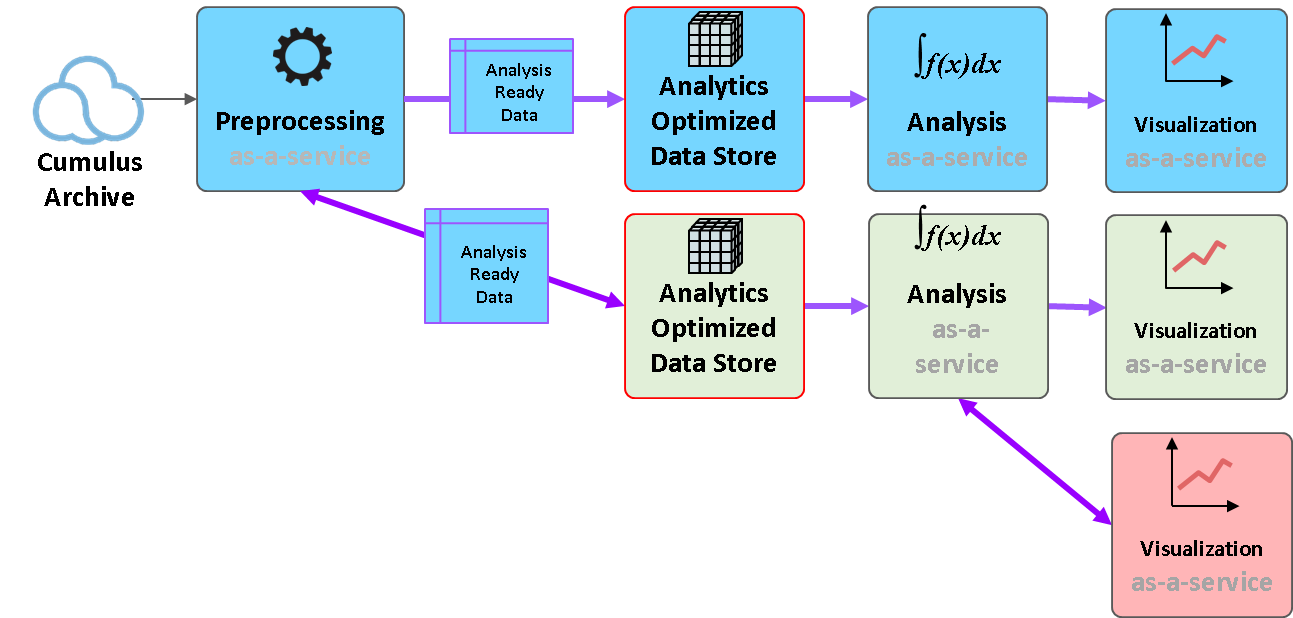 Cumulus
Archive
Preprocessing
as-a-service
Analysis
Ready
Data
Analytics
Optimized
Data Store
∫f(x)dx
Analysis
as-a-service
Visualization
as-a-service
Analysis
Ready
Data
Analytics
Optimized
Data Store
∫f(x)dx
Analysis
as-a-
service
Visualization
as-a-service
Visualization
as-a-service